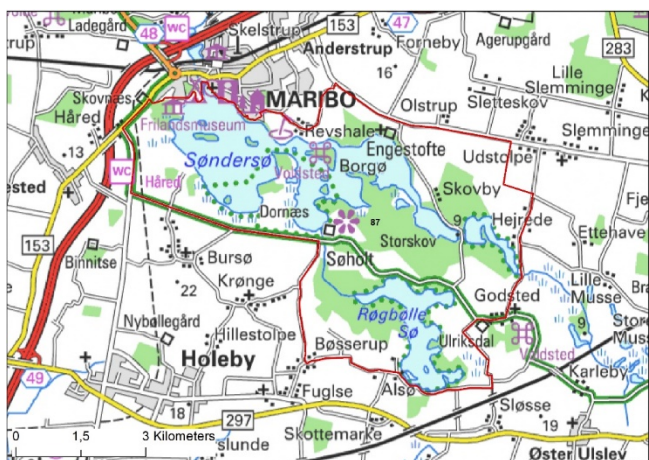 Ladegård
48
WC
Skelstrup
153
47
Forneby
Agerupgård
283
Anderstrup
16
Lille
Slemminge
Skovnæs
Håred
MARIBO
Olstrup
Sletteskov
Slemminge
Frilandsmuseum
Revshale
Engestofte
Udstolpe
13
Søndersø
Voldsted
Borgø
WC
Håred
Skovby
Dornæs
87
9
Hejrede
Storskov
153
Binnitse
Bursø
Søholt
Ettehave
22
Krønge
Røgbølle
Sø
Godsted
Lille
Musse
Nybøllegård
Hillestolpe
Ulriksdal
9
Holeby
Bøsserup
Voldsted
49
Karleby
Fuglse
Alsø
18
297
Sløsse
0 1,5 3 Kilometers
Skottemarke
19
Øster Ulslev